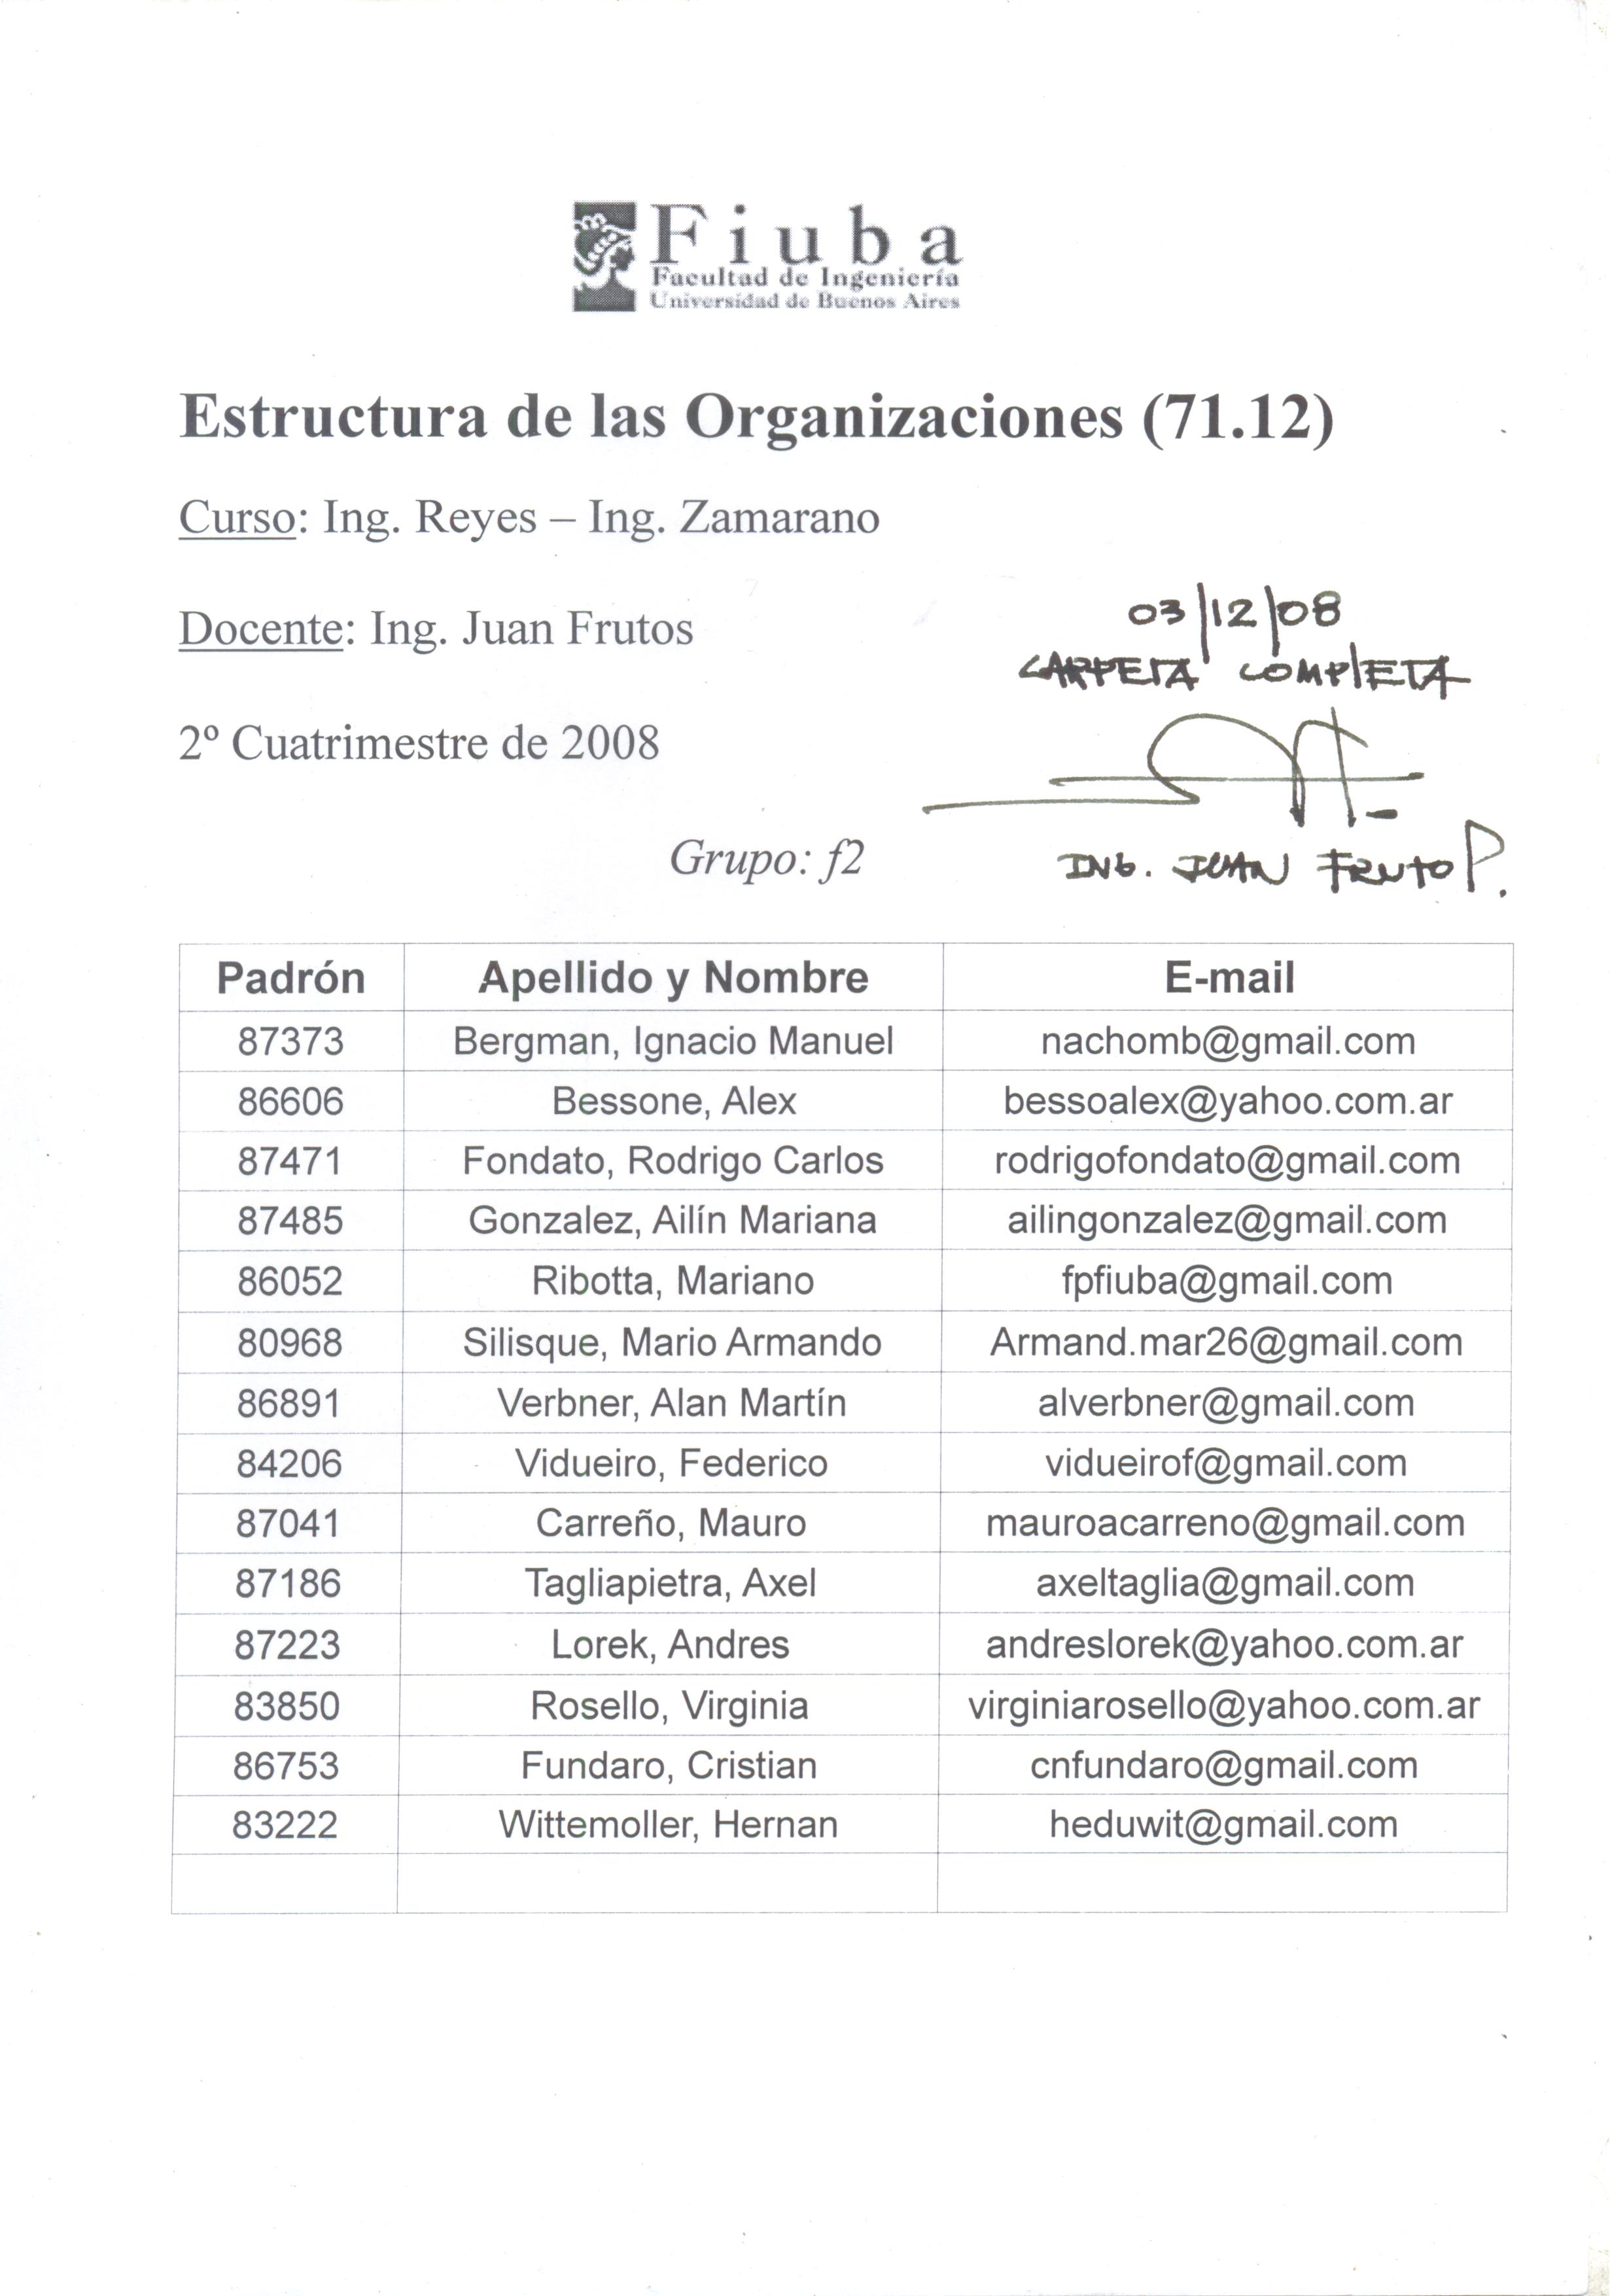 Fiuba
Facultad de Ingeniería
Universidad de Buenos Aires
Estructura de las Organizaciones (71.12)
Curso: Ing. Reyes – Ing. Zamarano
Docente: Ing. Juan Frutos
03/12/08
CARPETA COMPLETA
2º Cuatrimestre de 2008
Grupo: f2
ING. JUAN FRUTO P.
Padrón Apellido y Nombre E-mail
87373 Bergman, Ignacio Manuel nachomb@gmail.com
86606 Bessone, Alex bessoalex@yahoo.com.ar
87471 Fondato, Rodrigo Carlos rodrigofondato@gmail.com
87485 Gonzalez, Ailín Mariana ailingonzalez@gmail.com
86052 Ribotta, Mariano fpfiuba@gmail.com
80968 Silisque, Mario Armando Armand.mar26@gmail.com
86891 Verbner, Alan Martín alverbner@gmail.com
84206 Vidueiro, Federico vidueirof@gmail.com
87041 Carreño, Mauro mauroacarreno@gmail.com
87186 Tagliapietra, Axel axeltaglia@gmail.com
87223 Lorek, Andres andreslorek@yahoo.com.ar
83850 Rosello, Virginia virginiarosello@yahoo.com.ar
86753 Fundaro, Cristian cnfundaro@gmail.com
83222 Wittemoller, Hernan heduwit@gmail.com